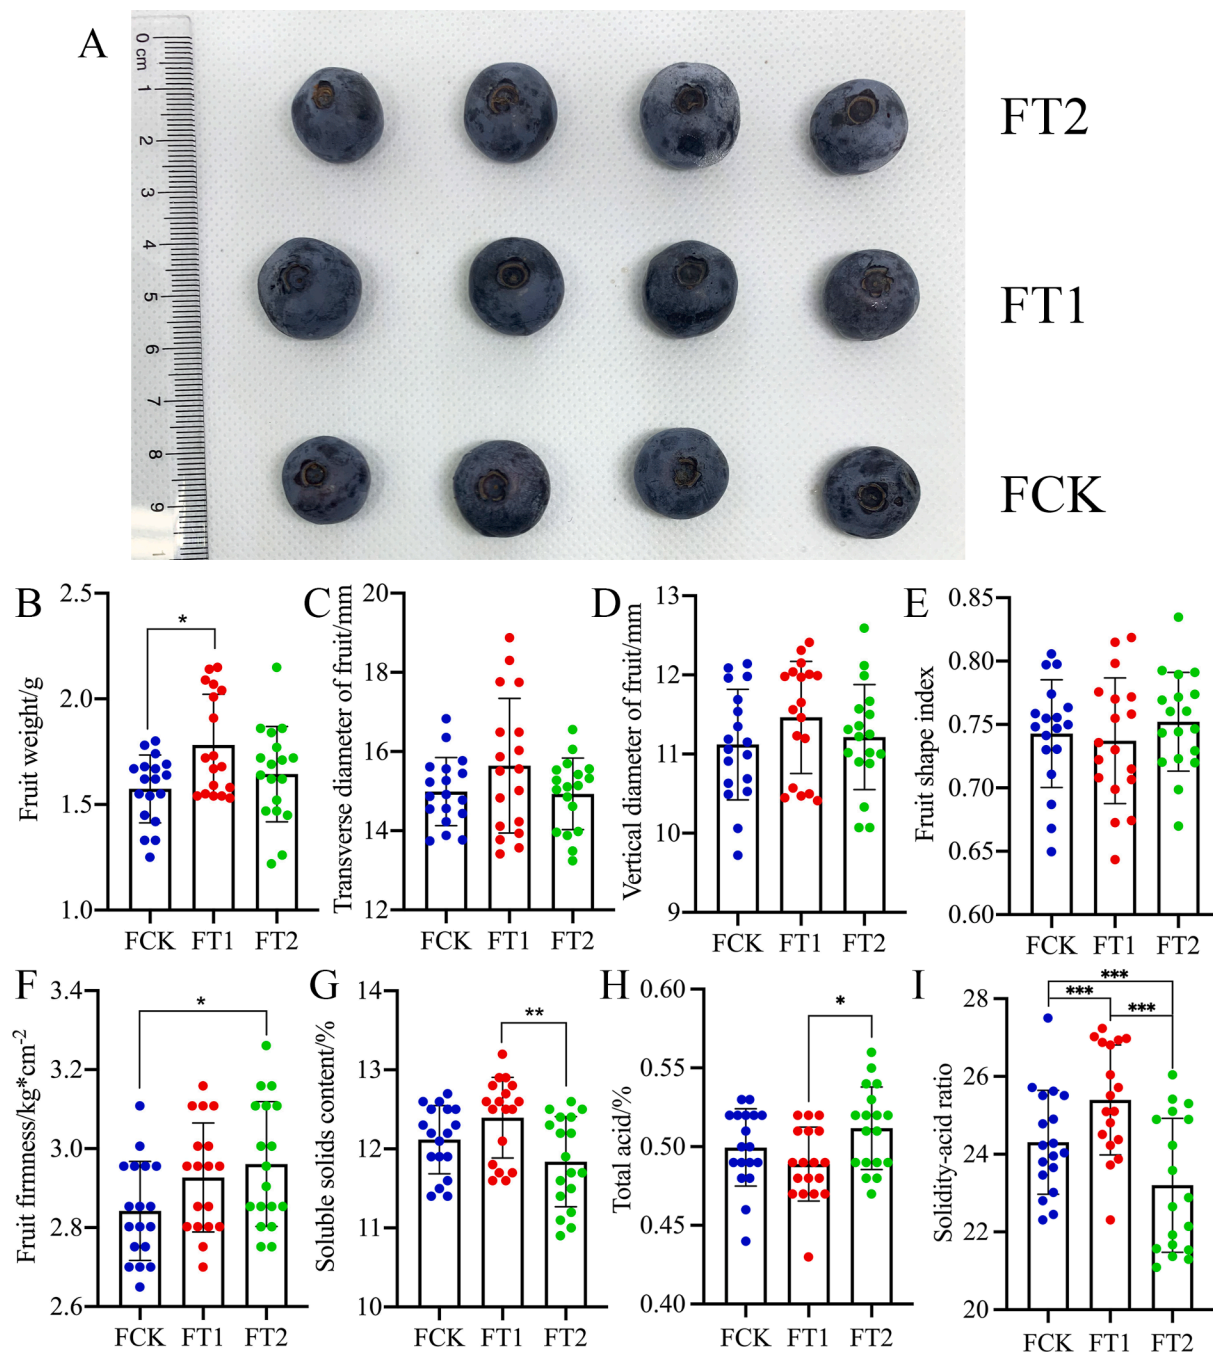 A
0 cm
1
2
3
4
5
6
7
8
9
1
FT2
FT1
FCK
B
Fruit weight/g
2.5
2.0
1.5
1.0
*
FCK FT1 FT2
C
Transverse diameter of fruit/mm
20
18
16
14
12
FCK FT1 FT2
D
Vertical diameter of fruit/mm
13
12
11
10
9
FCK FT1 FT2
E
Fruit shape index
0.85
0.80
0.75
0.70
0.65
0.60
FCK FT1 FT2
F
Fruit firmness/kg*cm-2
3.4
3.2
3.0
2.8
2.6
*
FCK FT1 FT2
G
Soluble solids content/%
14
13
12
11
10
**
FCK FT1 FT2
H
Total acid/%
0.60
0.55
0.50
0.45
0.40
*
FCK FT1 FT2
I
Solidity-acid ratio
28
26
24
22
20
***
***
***
FCK FT1 FT2